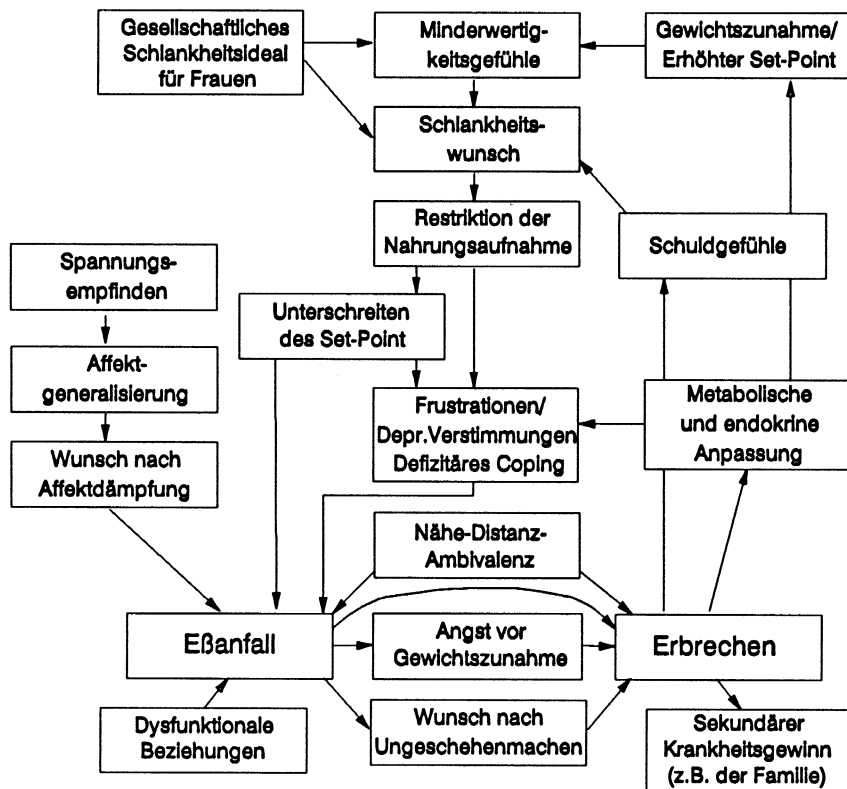 Gesellschaftliches
Schlankheitsideal
für Frauen
Minderwertig-
keitsgefühle
Gewichtszunahme/
Erhöhter Set-Point
Schlankheits-
wunsch
Restriktion der
Nahrungsaufnahme
Schuldgefühle
Spannungs-
empfinden
Unterschreiten
des Set-Point
Affekt-
generalisierung
Frustrationen/
Depr.Verstimmungen
Defizitäres Coping
Metabolische
und endokrine
Anpassung
Wunsch nach
Affektdämpfung
Nähe-Distanz-
Ambivalenz
Eßanfall
Angst vor
Gewichtszunahme
Erbrechen
Dysfunktionale
Beziehungen
Wunsch nach
Ungeschehenmachen
Sekundärer
Krankheitsgewinn
(z.B. der Familie)